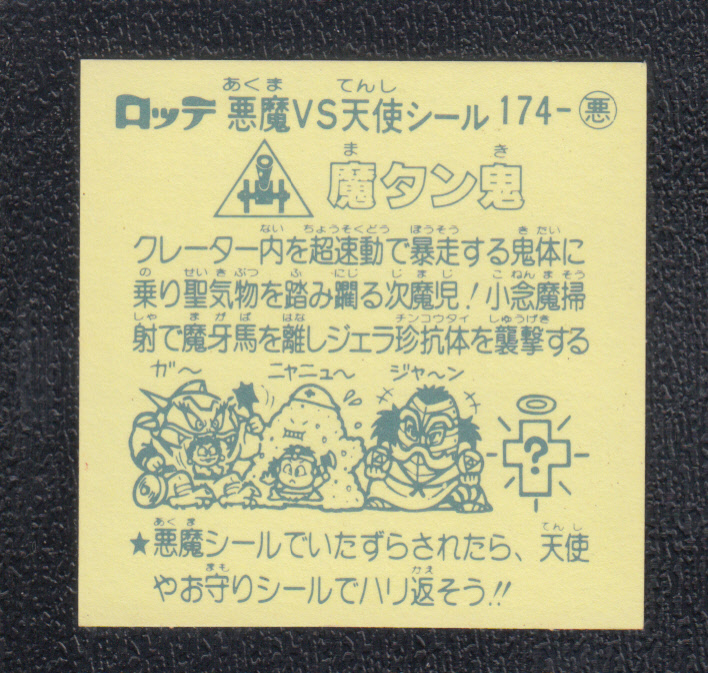 あくま てんし
ロッテ 悪魔VS天使シール 174-悪
ま き
魔タン鬼
ない ちょうそくどう ぼうそう きたい
クレーター内を超速動で暴走する鬼体に
の せいきぶつ ふ にじ じまじ こねんまそう
乗り聖気物を踏み躙る次魔児!小念魔掃
しゃ まがば はな チンコウタイ しゅうげき
射で魔牙馬を離しジェラ珍抗体を襲撃する
ガ〜 ニャニュ〜 ジャ〜ン
?
あくま てんし
★悪魔シールでいたずらされたら、天使
まも かえ
やお守りシールでハリ返そう!!